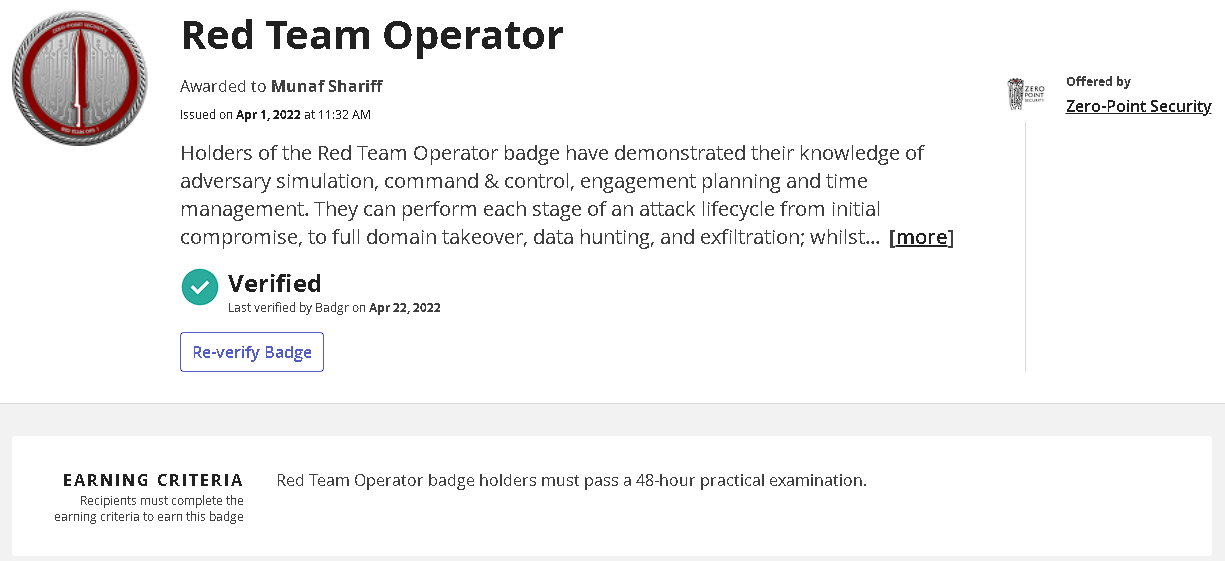 ZERO-POINT SECURITY
RED TEAM OPS I
Red Team Operator
Awarded to Munaf Shariff
Issued on Apr 1, 2022 at 11:32 AM
ZERO
POINT
SECURITY
Offered by
Zero-Point Security
Holders of the Red Team Operator badge have demonstrated their knowledge of
adversary simulation, command & control, engagement planning and time
management. They can perform each stage of an attack lifecycle from initial
compromise, to full domain takeover, data hunting, and exfiltration; whilst... [more]
Verified
Last verified by Badgr on Apr 22, 2022
Re-verify Badge
EARNING CRITERIA
Recipients must complete the
earning criteria to earn this badge
Red Team Operator badge holders must pass a 48-hour practical examination.